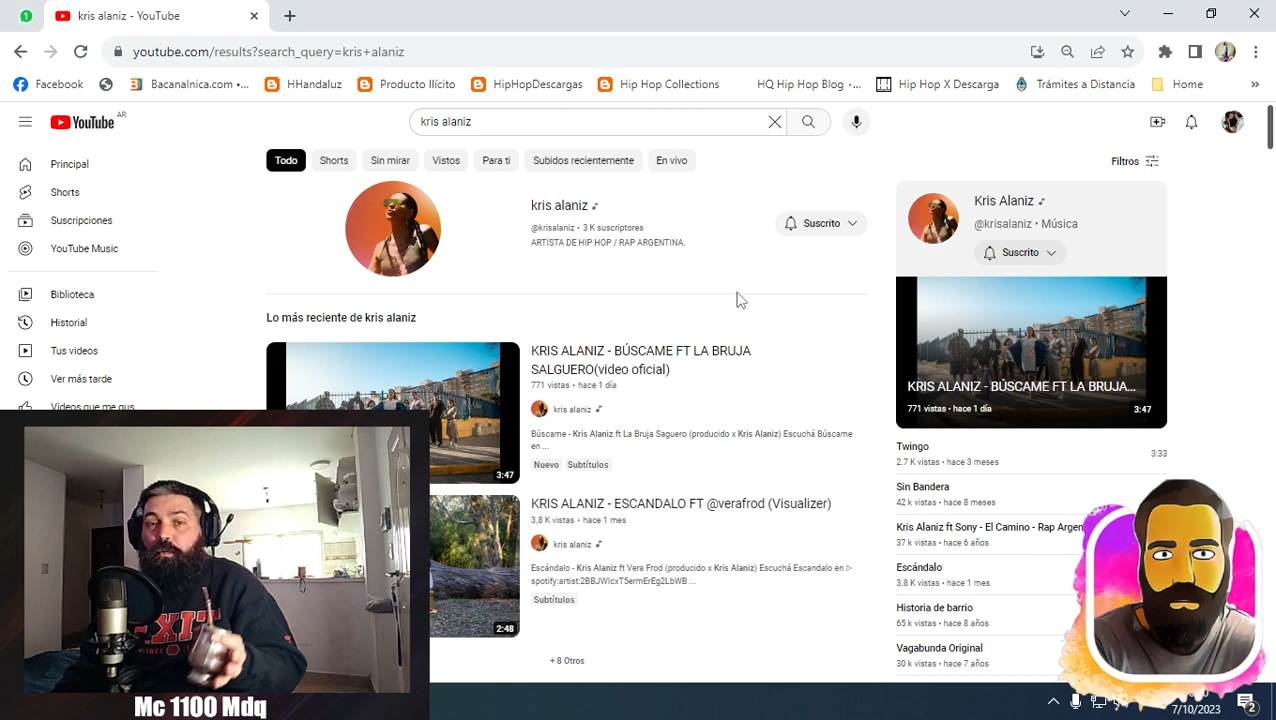 1
kris alaniz - YouTube
youtube.com/results?search_query=kris+alaniz
Facebook
Bacanalnica.com •...
HHandaluz
Producto Ilícito
HipHopDescargas
Hip Hop Collections
HQ Hip Hop Blog •...
Hip Hop X Descarga
Trámites a Distancia
Home
YouTube AR
kris alaniz
Principal
Shorts
Suscripciones
YouTube Music
Biblioteca
Historial
Tus videos
Ver más tarde
Videos que me gus...
Todo
Shorts
Sin mirar
Vistos
Para ti
Subidos recientemente
En vivo
Filtros
kris alaniz
@krisalaniz • 3 K suscriptores
ARTISTA DE HIP HOP / RAP ARGENTINA.
Suscrito
Lo más reciente de kris alaniz
KRIS ALANIZ - BÚSCAME FT LA BRUJA
SALGUERO(video oficial)
771 vistas • hace 1 día
kris alaniz
Búscame - Kris Alaniz ft La Bruja Saguero (producido x Kris Alaniz) Escuchá Búscame
en ...
Nuevo Subtítulos
3:47
KRIS ALANIZ - ESCANDALO FT @verafrod (Visualizer)
3.8 K vistas • hace 1 mes
kris alaniz
Escándalo - Kris Alaniz ft Vera Frod (producido x Kris Alaniz) Escuchá Escandalo en ▷
spotify:artist:2BBJWIcxT5ermErEg2LbWB ...
Subtítulos
2:48
+ 8 Otros
Kris Alaniz
@krisalaniz • Música
Suscrito
KRIS ALANIZ - BÚSCAME FT LA BRUJA...
771 vistas • hace 1 día
3:47
Twingo
2.7 K vistas • hace 3 meses
3:33
Sin Bandera
42 k vistas • hace 8 meses
Kris Alaniz ft Sony - El Camino - Rap Argen
37 k vistas • hace 6 años
Escándalo
3.8 K vistas • hace 1 mes
Historia de barrio
65 k vistas • hace 8 años
Vagabunda Original
30 k vistas • hace 7 años
Mc 1100 Mdq
7/10/2023
2